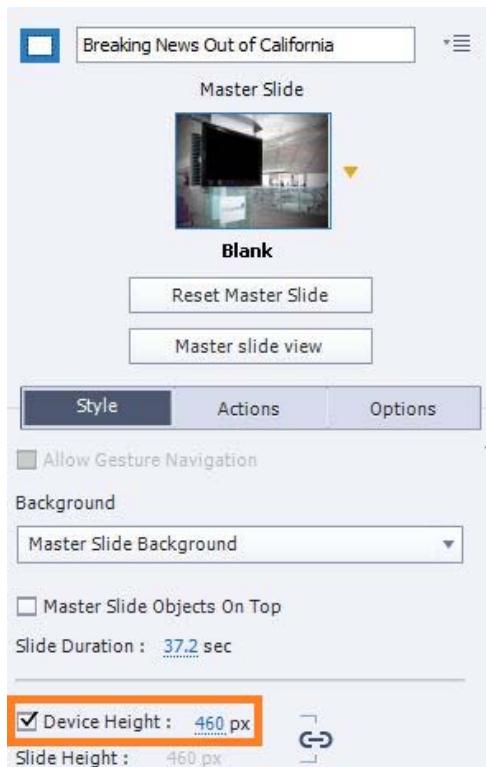 Breaking News Out of California
Master Slide
Blank
Reset Master Slide
Master slide view
Style Actions Options
Allow Gesture Navigation
Background
Master Slide Background
Master Slide Objects On Top
Slide Duration : 37.2 sec
Device Height : 460 px
Slide Height : 460 px